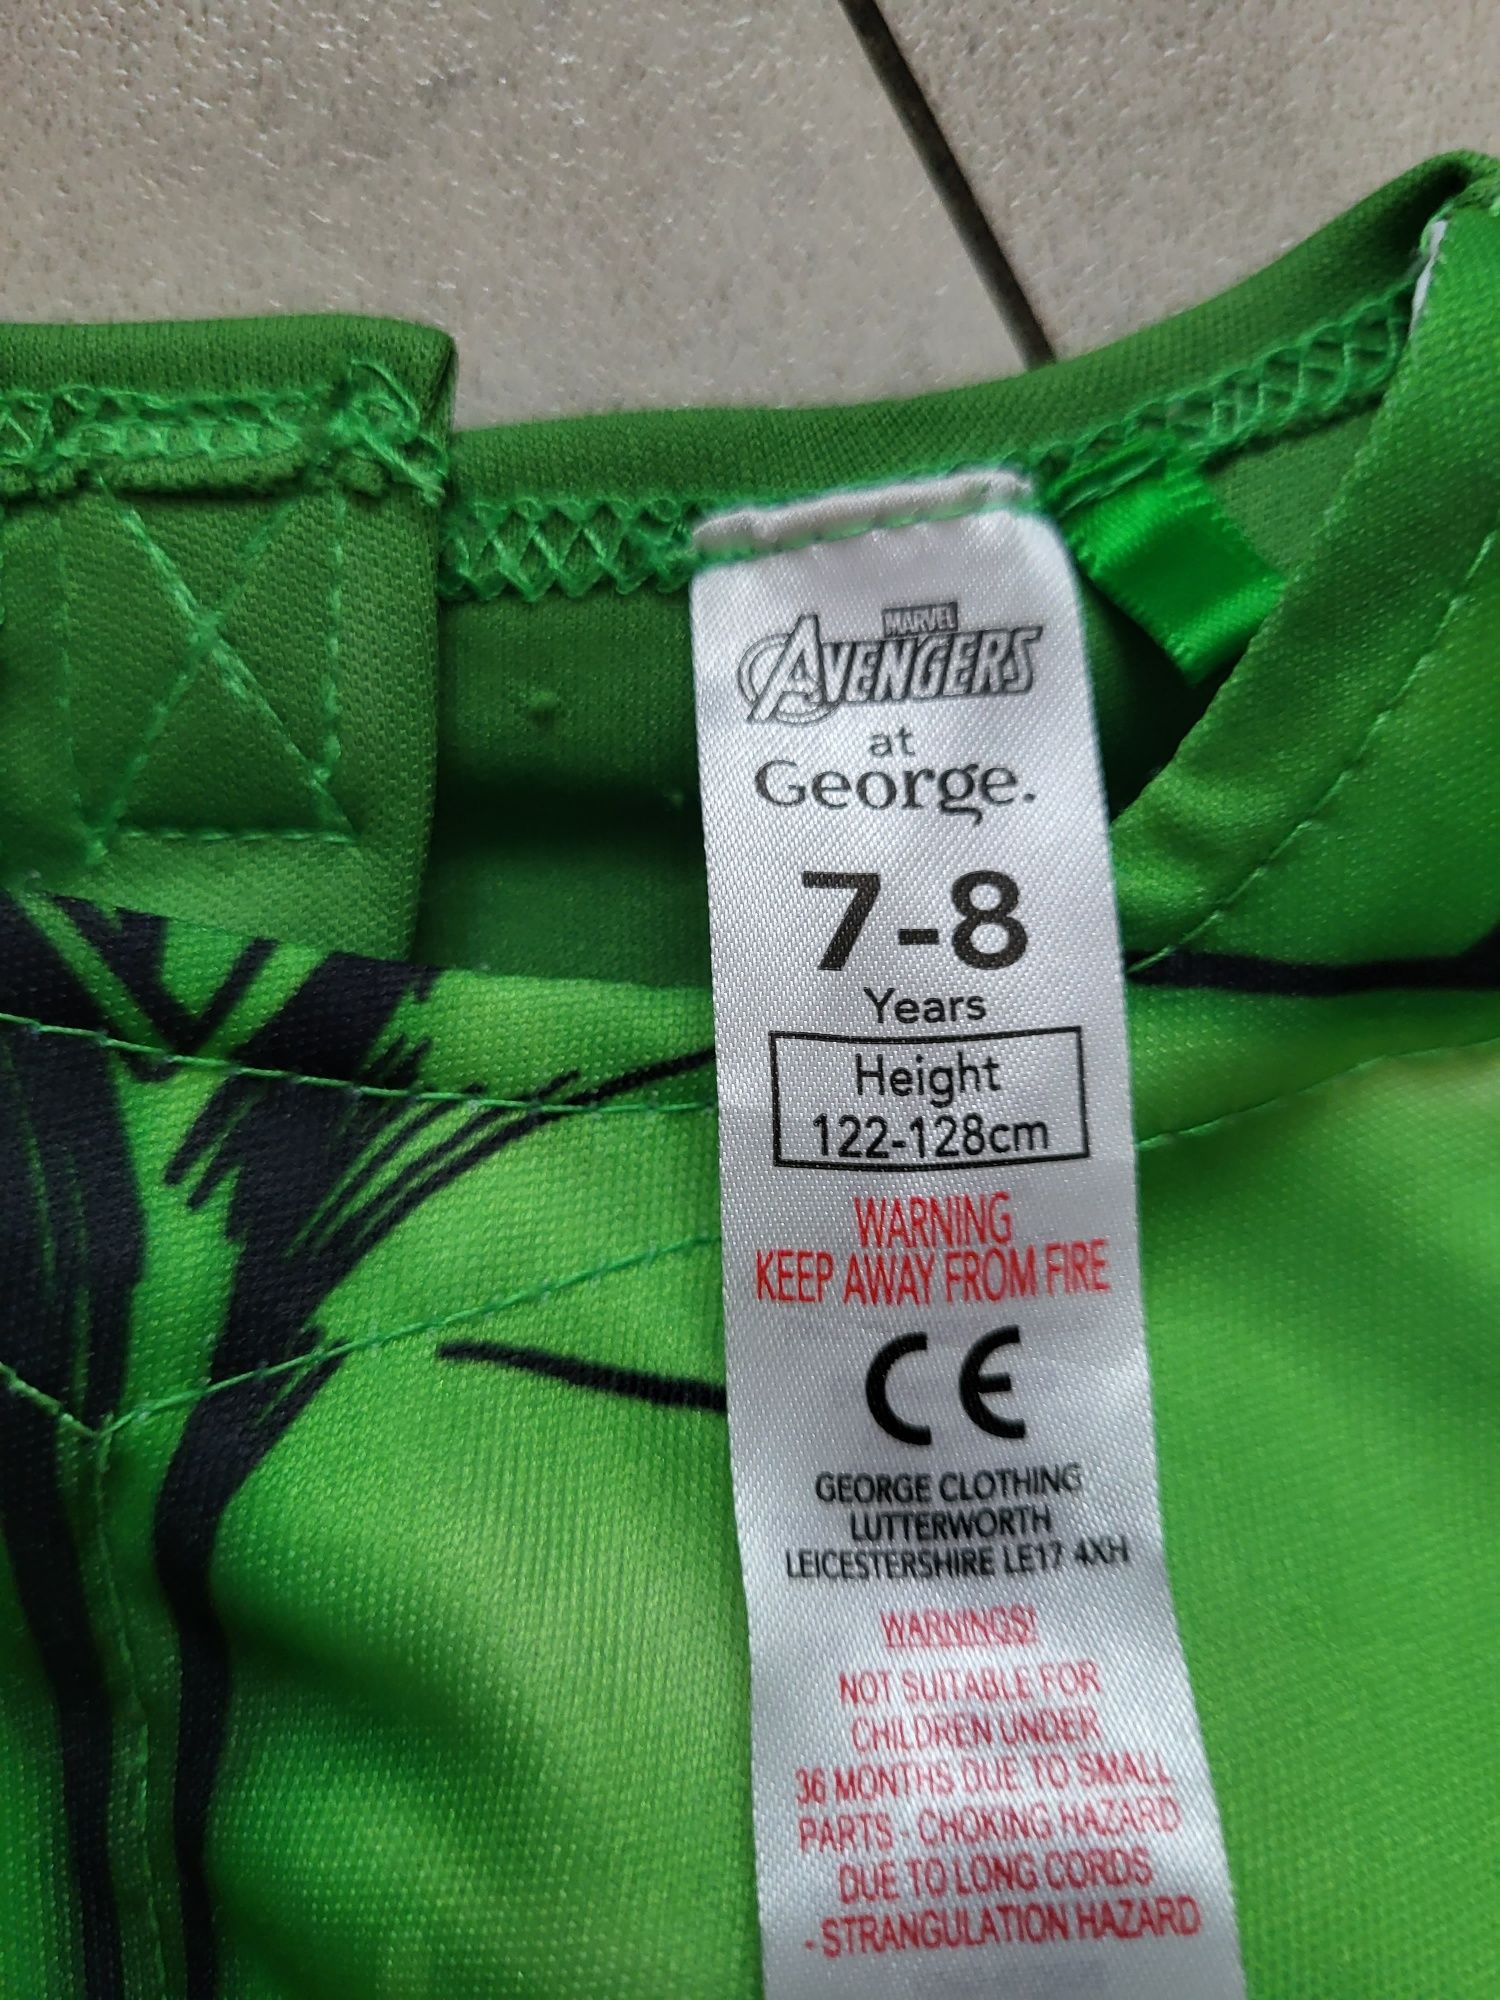 MARVEL
AVENGERS
at
George.
7-8
Years
Height
122-128cm
WARNING
KEEP AWAY FROM FIRE
CE
GEORGE CLOTHING
LUTTERWORTH
LEICESTERSHIRE LE17 4XH
WARNINGS!
NOT SUITABLE FOR
CHILDREN UNDER
36 MONTHS DUE TO SMALL
PARTS - CHOKING HAZARD
DUE TO LONG CORDS
- STRANGULATION HAZARD